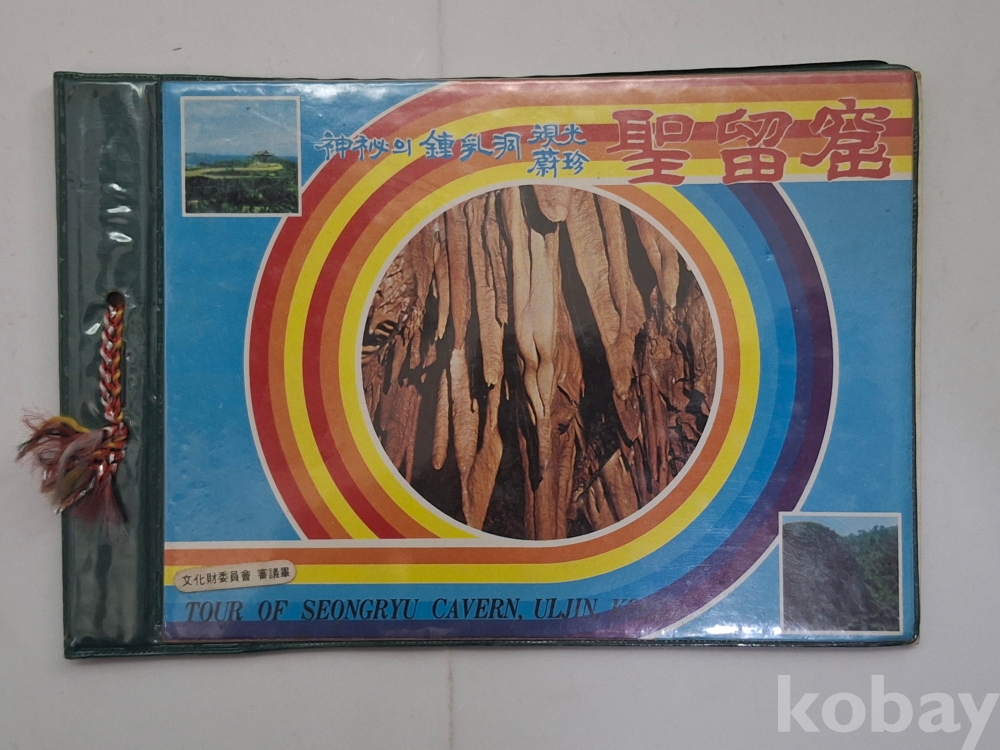 神祕의 鍾乳洞 觀光
蔚珍
聖留窟
文化財委員會 審議畢
TOUR OF SEONGRYU CAVERN, ULJIN
kobay